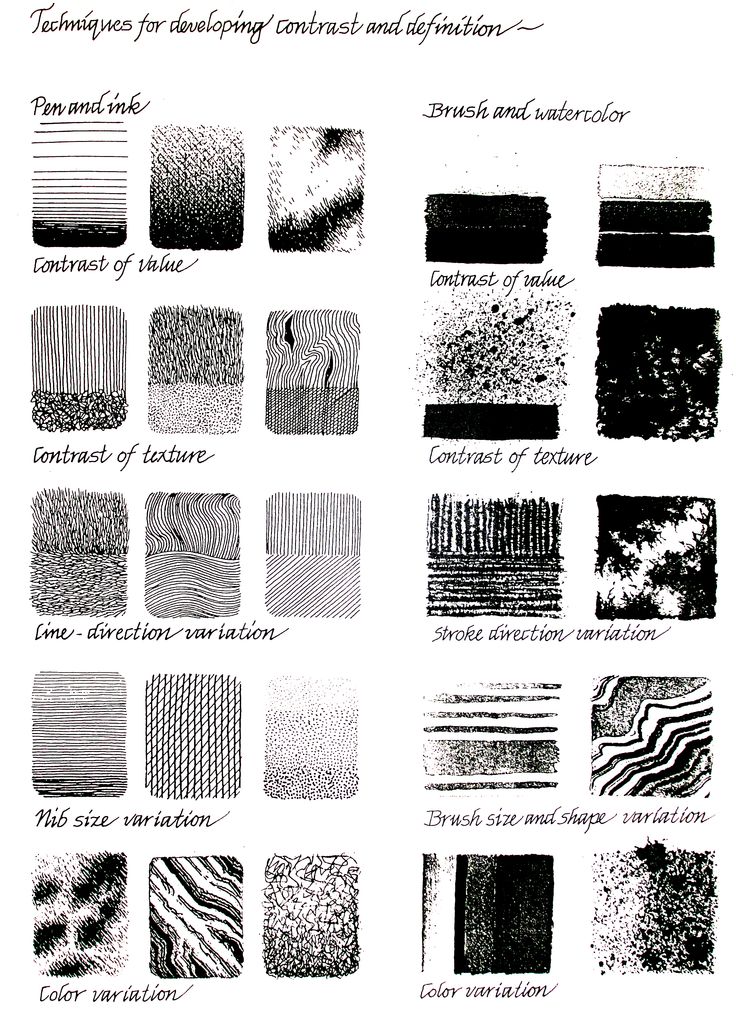 Techniques for developing contrast and definition ~
Pen and ink
Contrast of value
Contrast of texture
Line-direction variation
Nib size variation
Color variation
Brush and watercolor
Contrast of value
Contrast of texture
Stroke direction variation
Brush size and shape variation
Color variation